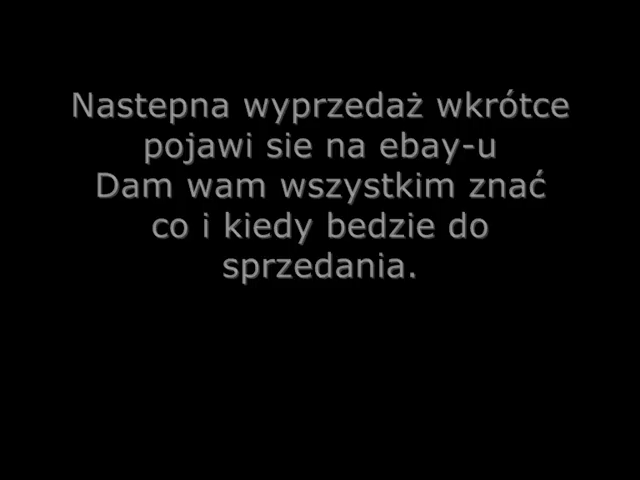 Nastepna wyprzedaż wkrótce
pojawi sie na ebay-u
Dam wam wszystkim znać
co i kiedy bedzie do
sprzedania.